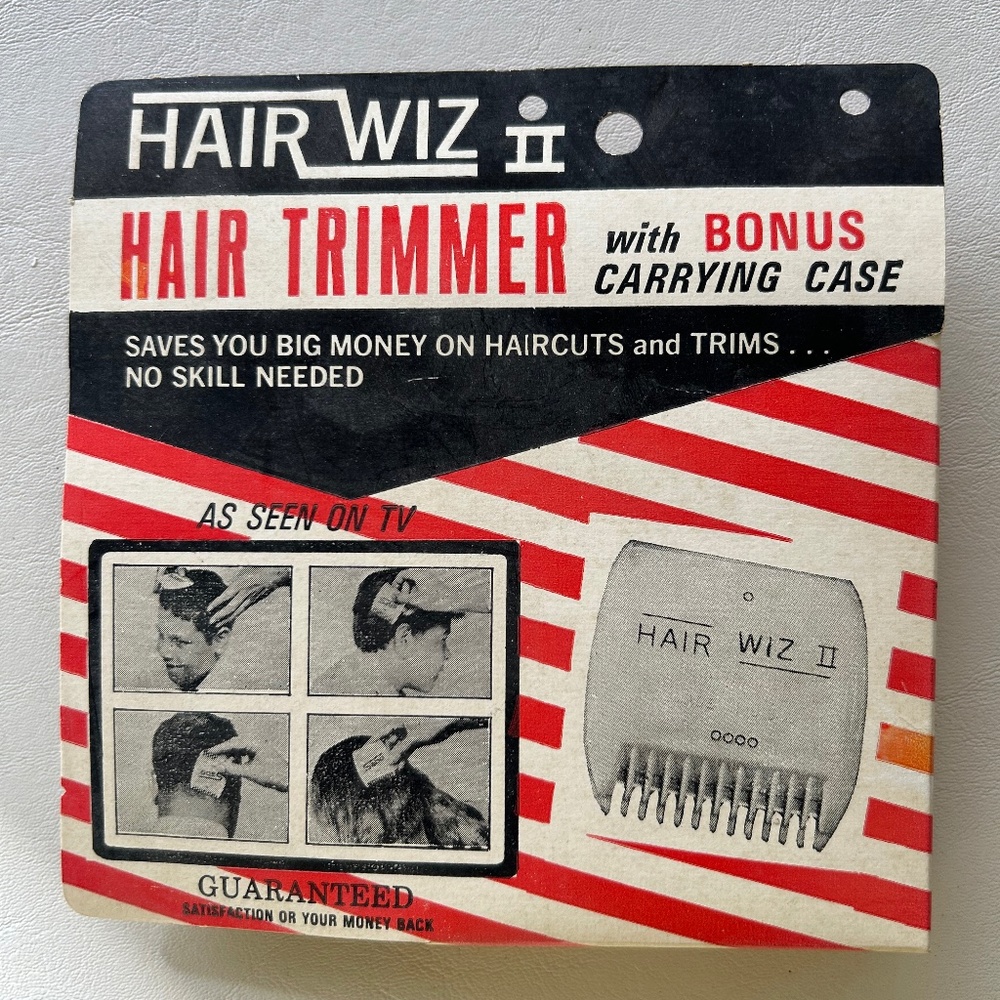 HAIR WIZ II
HAIR TRIMMER with BONUS
CARRYING CASE
SAVES YOU BIG MONEY ON HAIRCUTS and TRIMS . . .
NO SKILL NEEDED
AS SEEN ON TV
HAIR WIZ II
GUARANTEED
SATISFACTION OR YOUR MONEY BACK